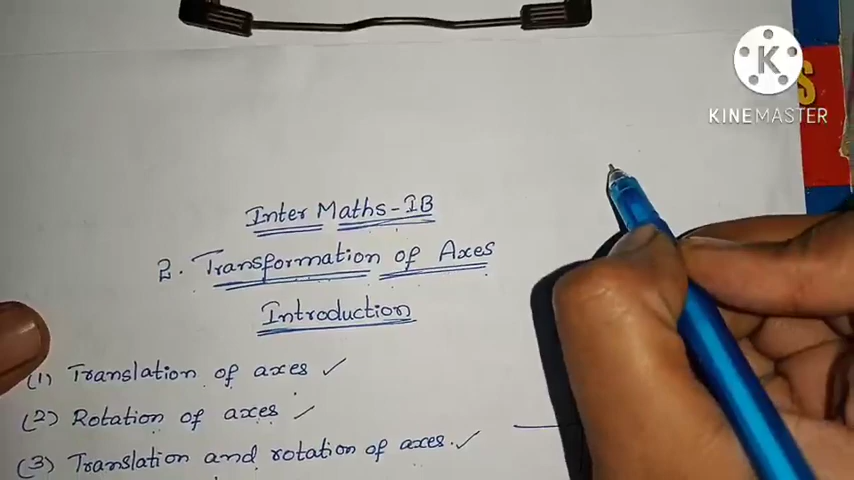 K
KINEMASTER
S
Inter Maths-IB
2. Transformation of Axes
Introduction
(1) Translation of axes ✓
(2) Rotation of axes ✓
(3) Translation and rotation of axes ✓